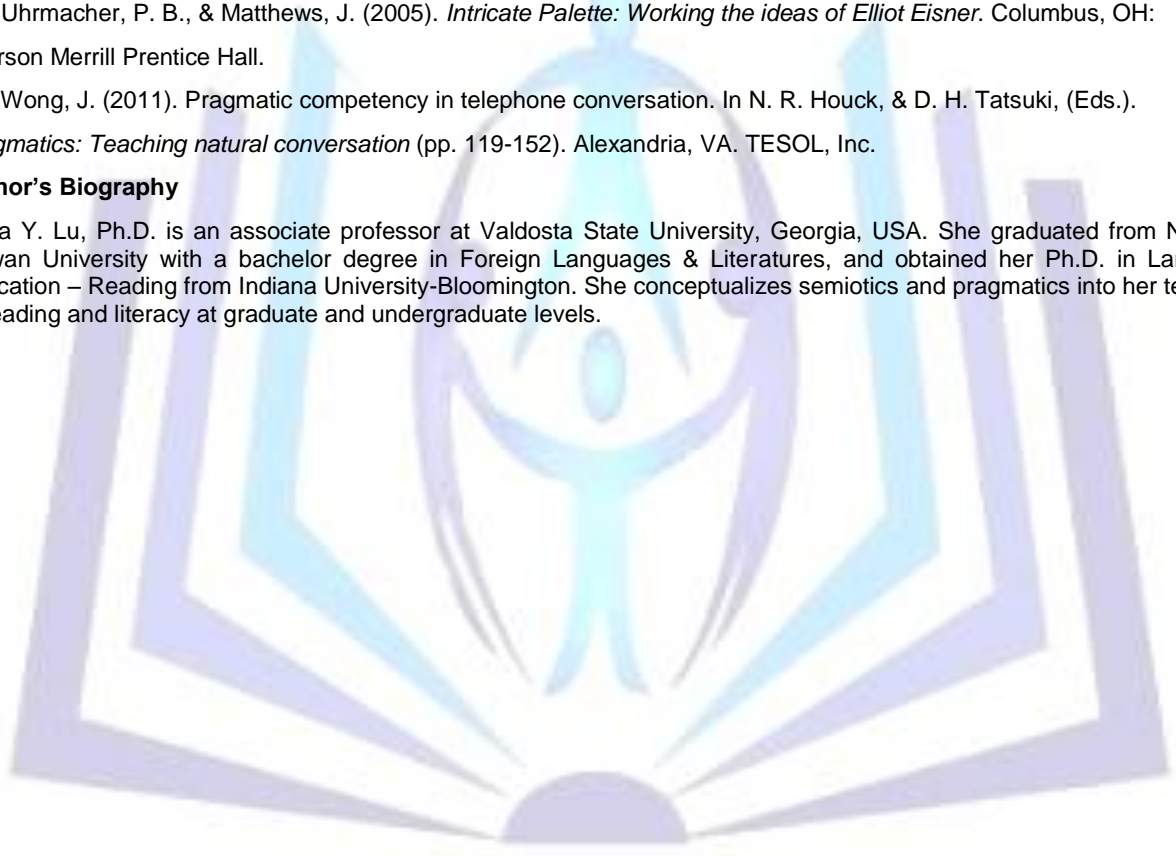 Uhrmacher, P. B., & Matthews, J. (2005). Intricate Palette: Working the ideas of Elliot Eisner. Columbus, OH:
rson Merrill Prentice Hall.
Wong, J. (2011). Pragmatic competency in telephone conversation. In N. R. Houck, & D. H. Tatsuki, (Eds.).
gmatics: Teaching natural conversation (pp. 119-152). Alexandria, VA. TESOL, Inc.
or's Biography
a Y. Lu, Ph.D. is an associate professor at Valdosta State University, Georgia, USA. She graduated from N
wan University with a bachelor degree in Foreign Languages & Literatures, and obtained her Ph.D. in Lan
cation – Reading from Indiana University-Bloomington. She conceptualizes semiotics and pragmatics into her te
eading and literacy at graduate and undergraduate levels.